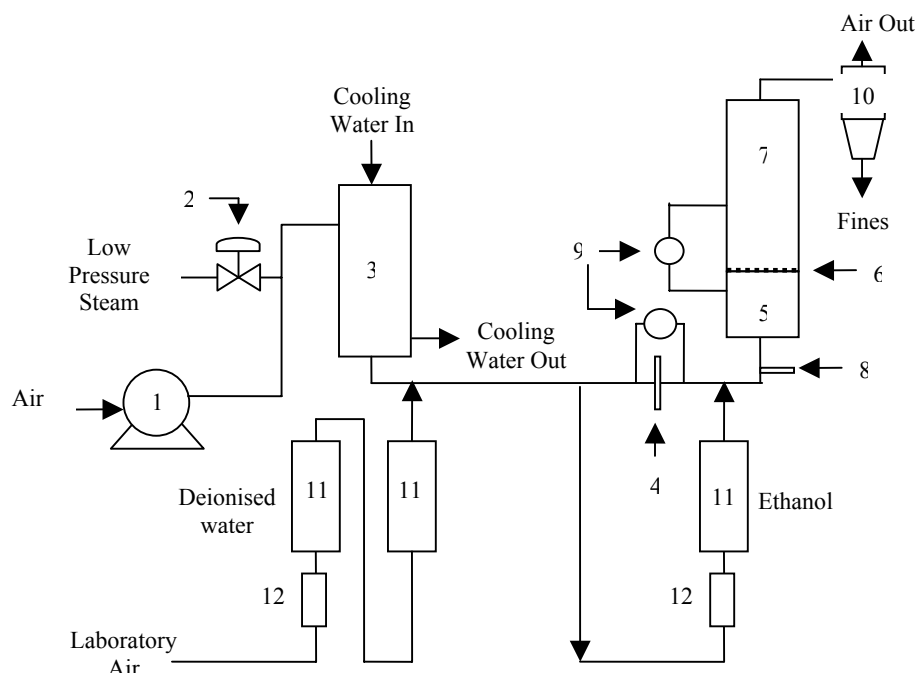 Air Out
10
Cooling
Water In
7
2
Fines
Low
Pressure
Steam
3
9
6
5
Cooling
Water Out
8
Air
1
4
Deionised
water
11
11
11
Ethanol
12
12
Laboratory
Air